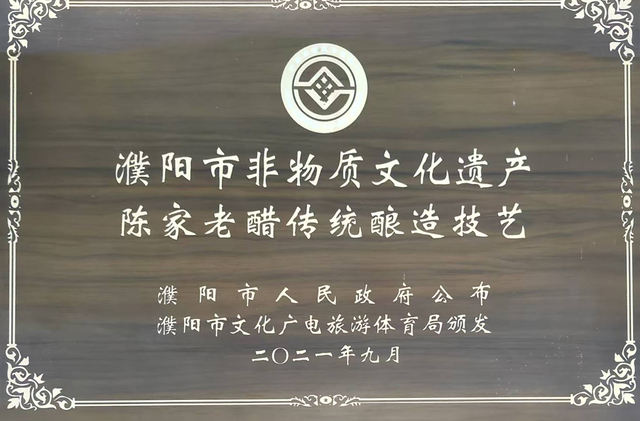 濮阳市非物质文化遗产
陈家老醋传统酿造技艺
濮阳市人民政府公布
濮阳市文化广电旅游体育局颁发
二〇二一年九月